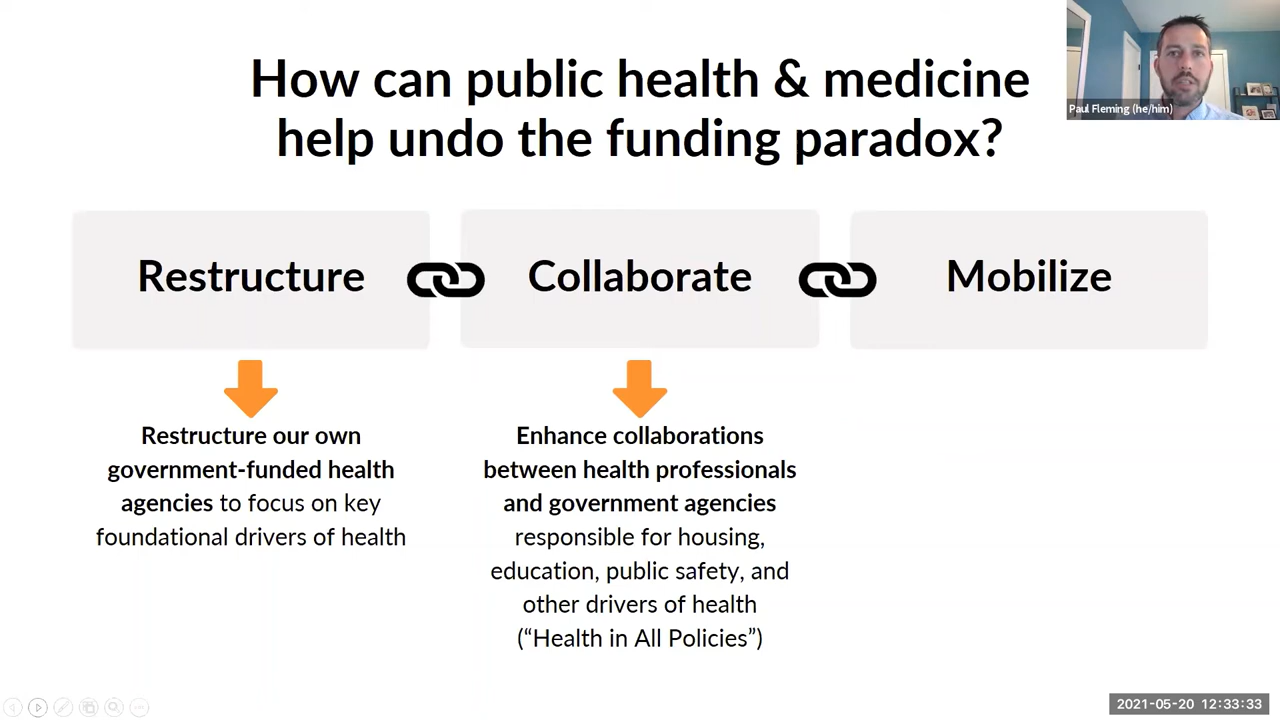 How can public health & medicine
help undo the funding paradox?
Paul Fleming (he/him)
Restructure
Collaborate
Mobilize
Restructure our own
government-funded health
agencies to focus on key
foundational drivers of health
Enhance collaborations
between health professionals
and government agencies
responsible for housing,
education, public safety, and
other drivers of health
(“Health in All Policies”)
2021-05-20 12:33:33